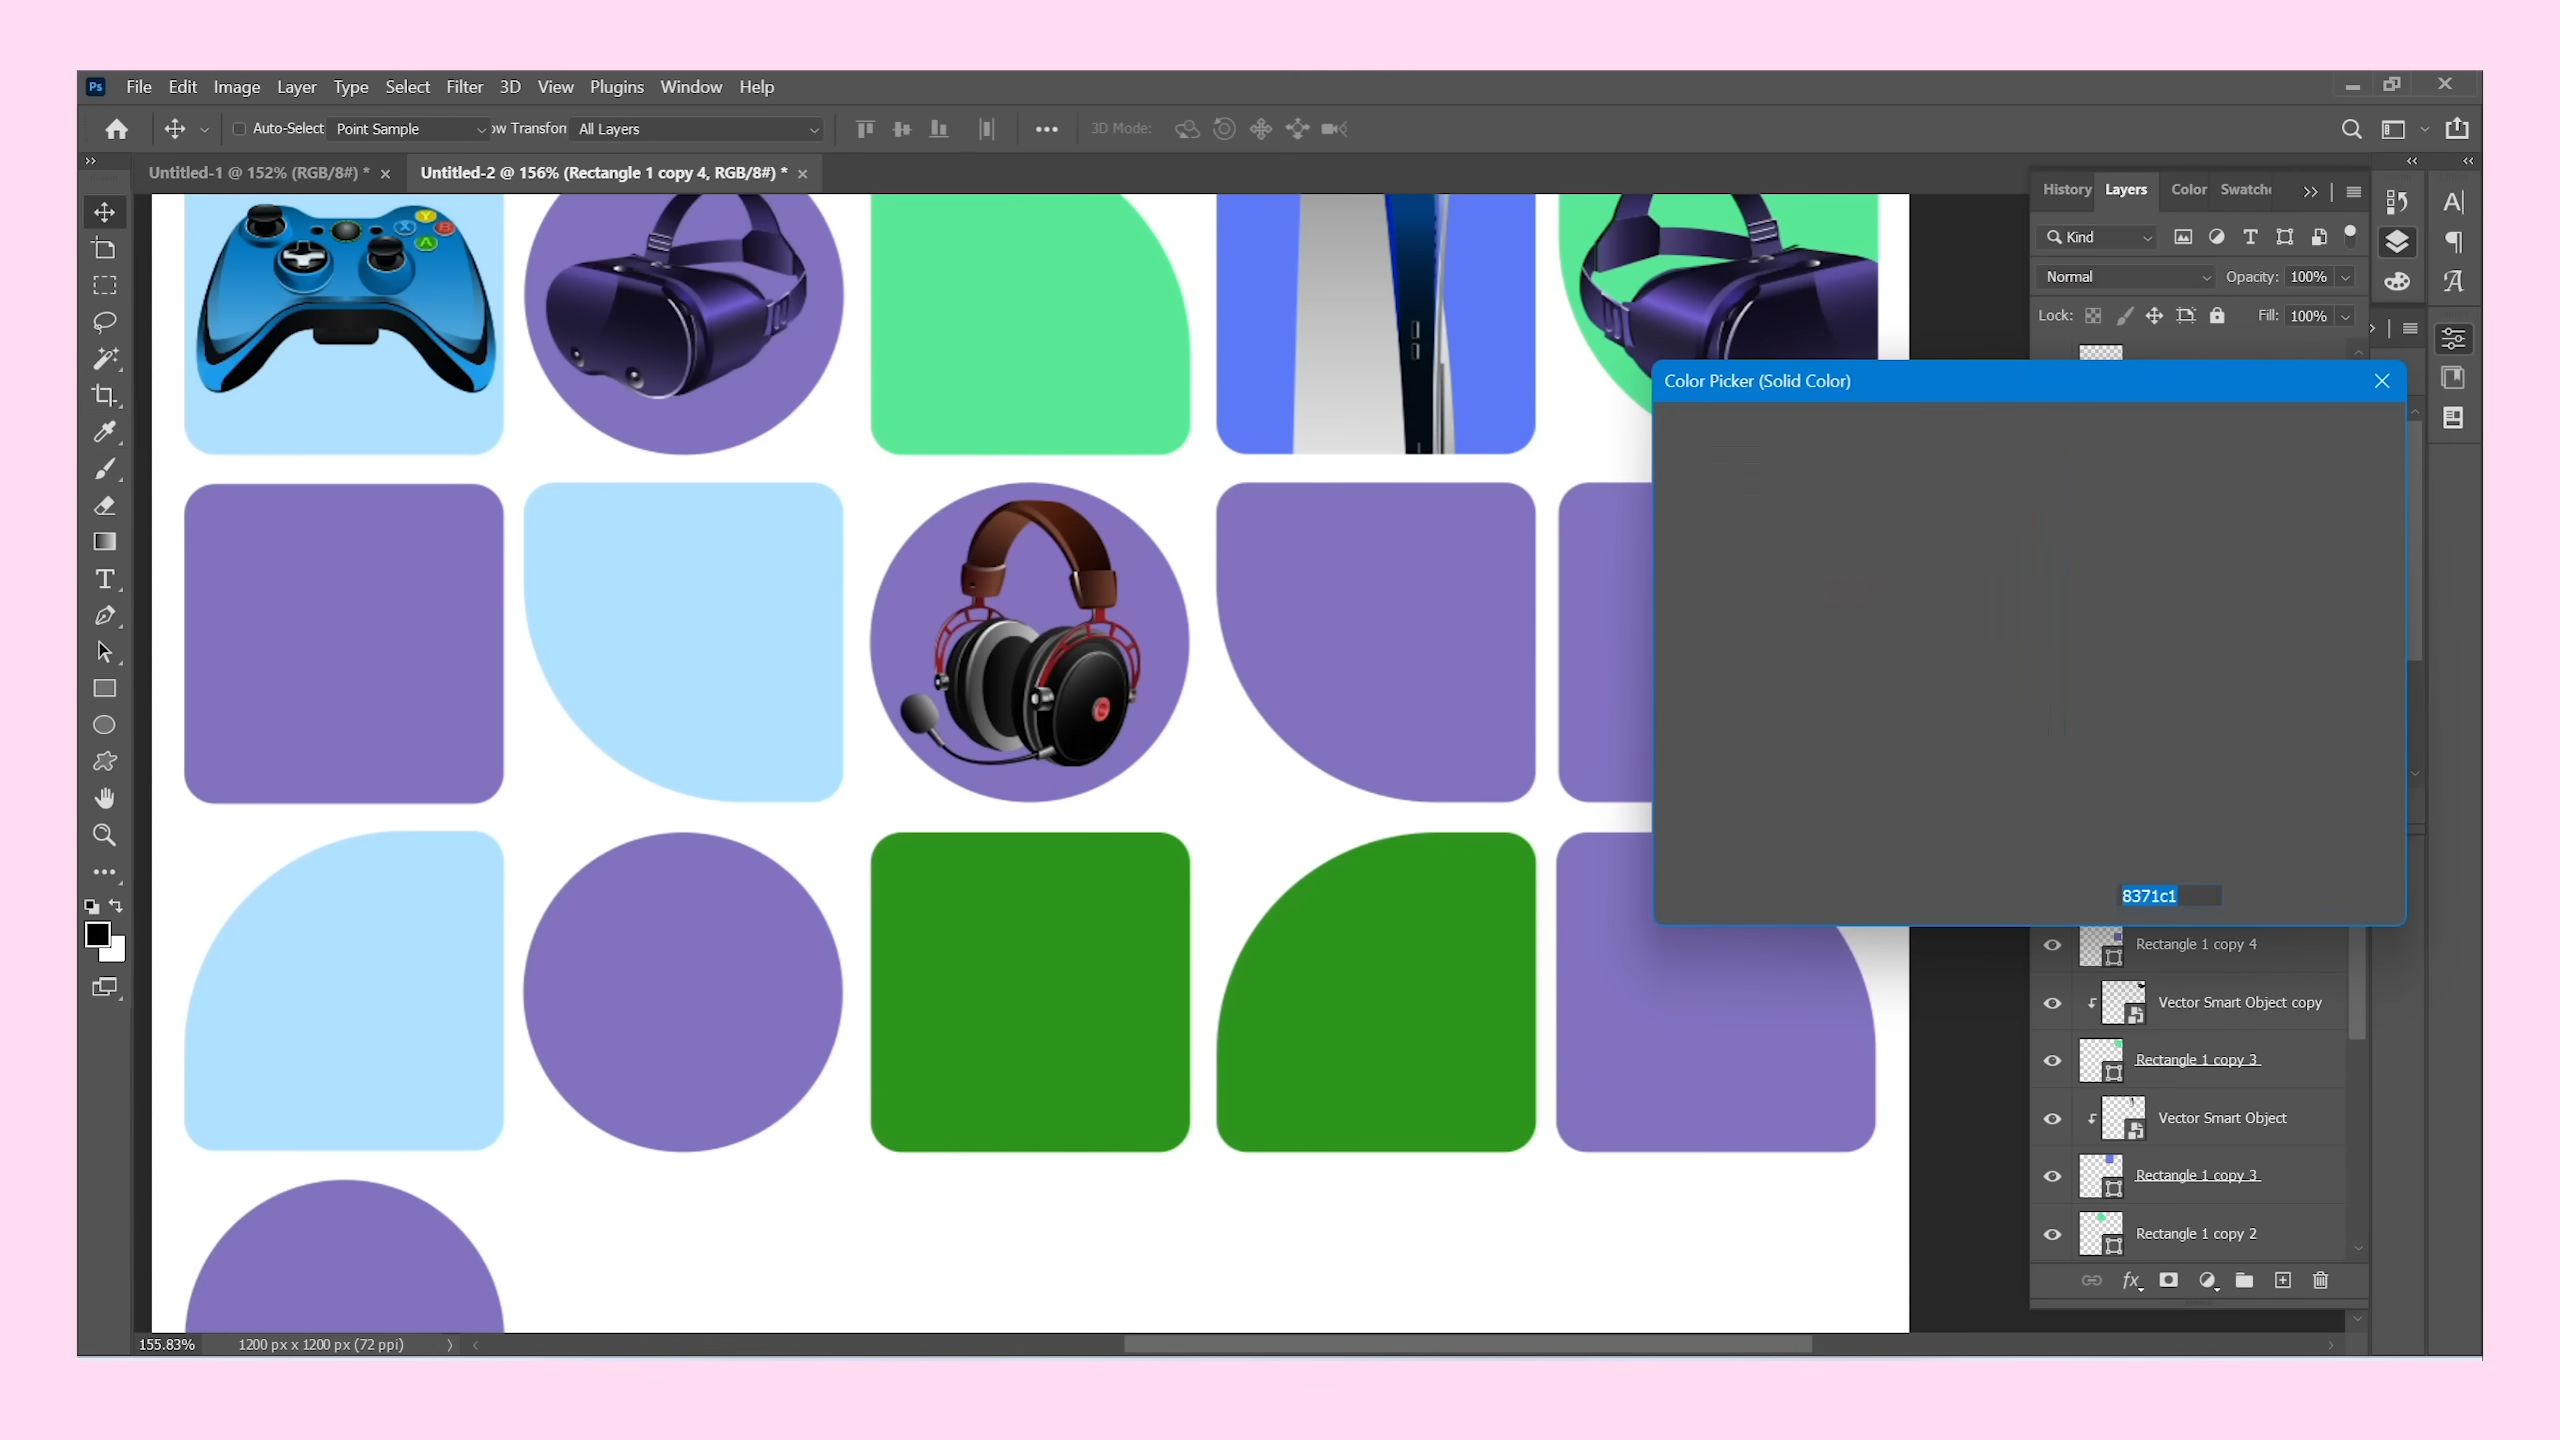 Ps File Edit Image Layer Type Select Filter 3D View Plugins Window Help
Auto-Select Point Sample ow Transforn All Layers 3D Mode:
Untitled-1 @ 152% (RGB/8#) * Untitled-2 @ 156% (Rectangle 1 copy 4, RGB/8#) *
History Layers Color Swatche
Kind
Normal Opacity: 100%
Lock: Fill: 100%
Y
X B
A
Color Picker (Solid Color)
8371c1
Rectangle 1 copy 4
Vector Smart Object copy
Rectangle 1 copy 3
Vector Smart Object
Rectangle 1 copy 3
Rectangle 1 copy 2
fx
155.83% 1200 px x 1200 px (72 ppi)